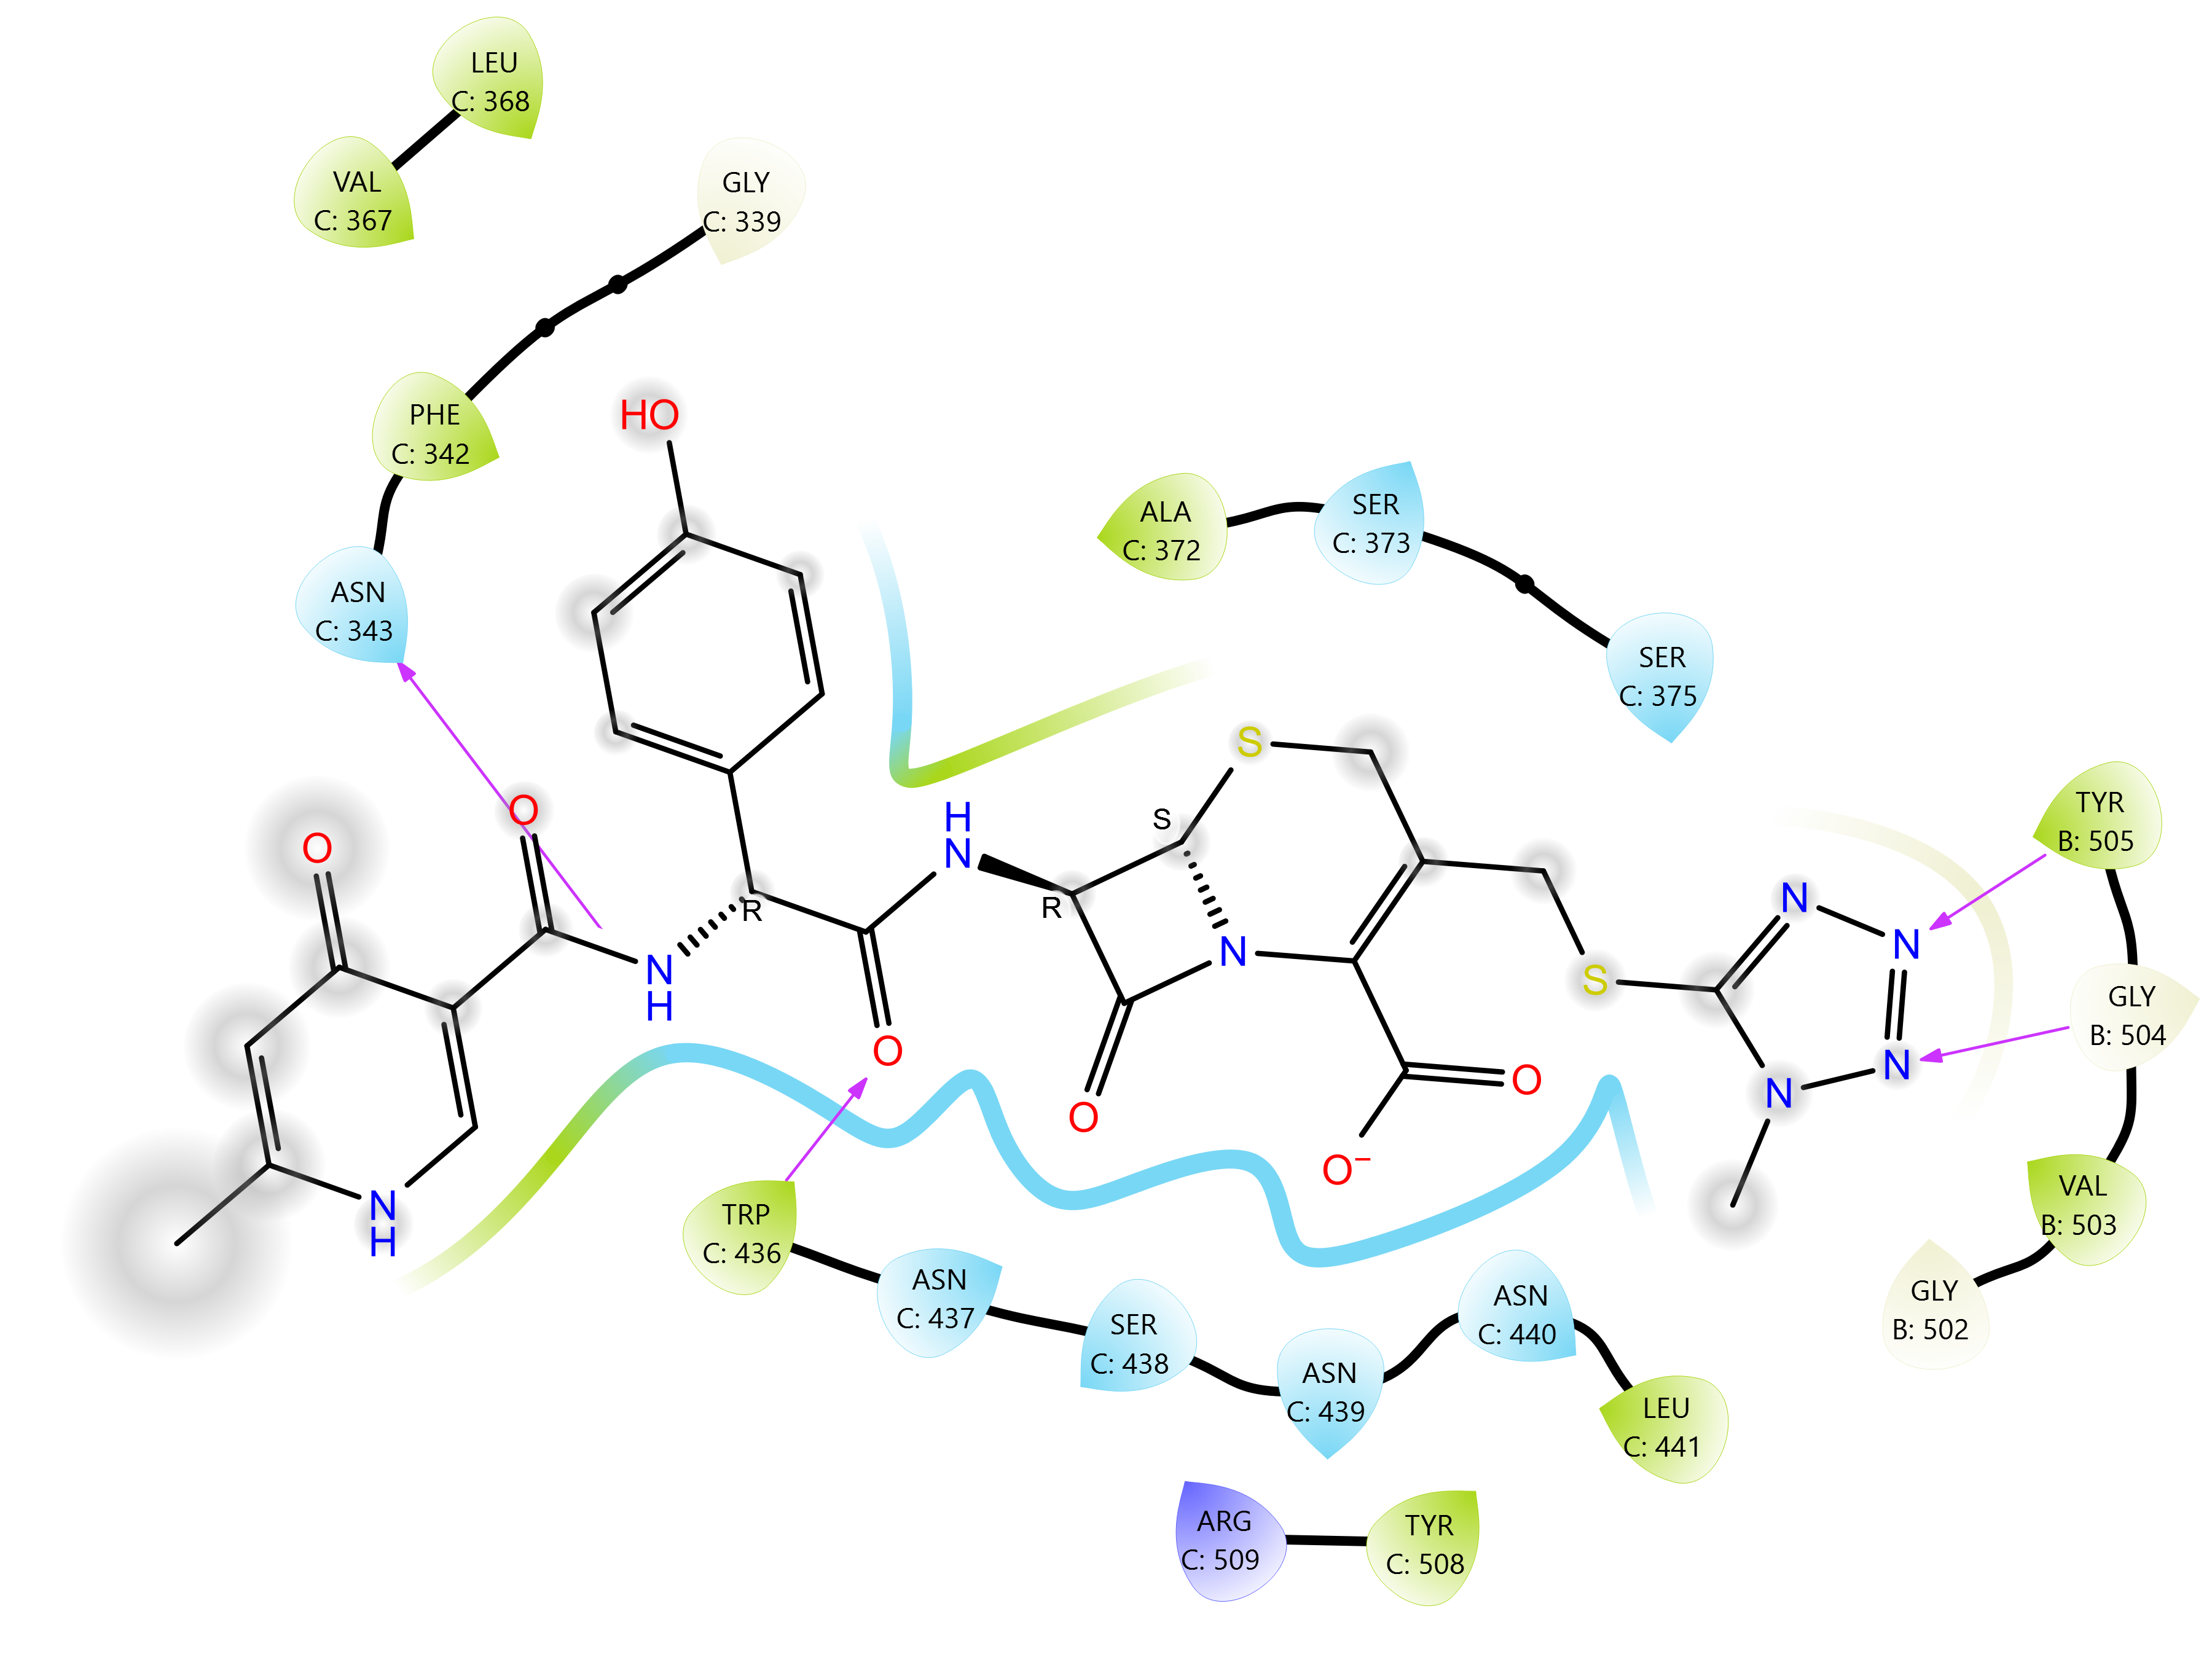 LEU
C: 368
VAL
C: 367
GLY
C: 339
PHE
C: 342
HO
ASN
C: 343
ALA
C: 372
SER
C: 373
SER
C: 375
S
TYR
B: 505
O
O
H
N
S
R
R
N
N
N
S
O
N
H
N
GLY
B: 504
O
O
O
O−
N
N
N
H
TRP
C: 436
VAL
B: 503
ASN
C: 437
SER
C: 438
ASN
C: 439
ASN
C: 440
GLY
B: 502
LEU
C: 441
ARG
C: 509
TYR
C: 508